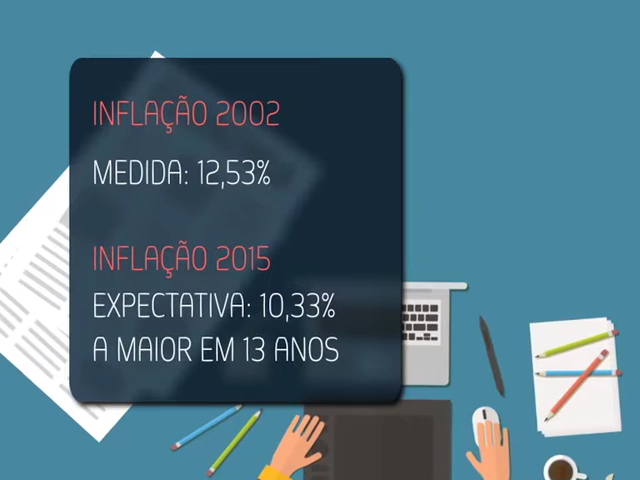 INFLAÇÃO 2002
MEDIDA: 12,53%
INFLAÇÃO 2015
EXPECTATIVA: 10,33%
A MAIOR EM 13 ANOS